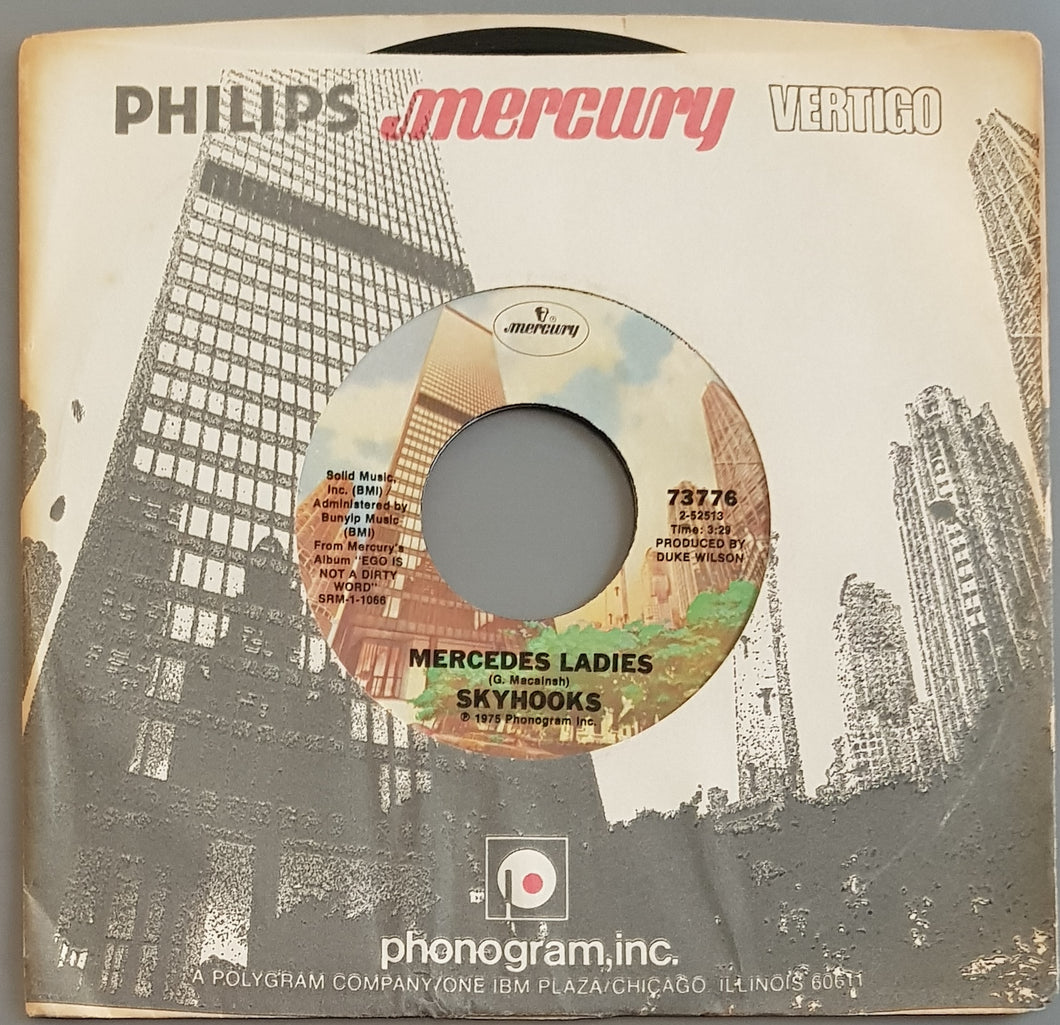 PHILIPS mercury VERTIGO
mercury
Solid Music,
Inc. (BMI)
Administered by
Bunyip Music
(BMI)
From Mercury's
Album "EGO IS
NOT A DIRTY
WORD"
SRM-1-1066
73776
2-52513
Time: 3:29
PRODUCED BY
DUKE WILSON
MERCEDES LADIES
(G. Macainsh)
SKYHOOKS
℗ 1975 Phonogram Inc.
phonogram,inc.
A POLYGRAM COMPANY/ONE IBM PLAZA/CHICAGO, ILLINOIS 60611